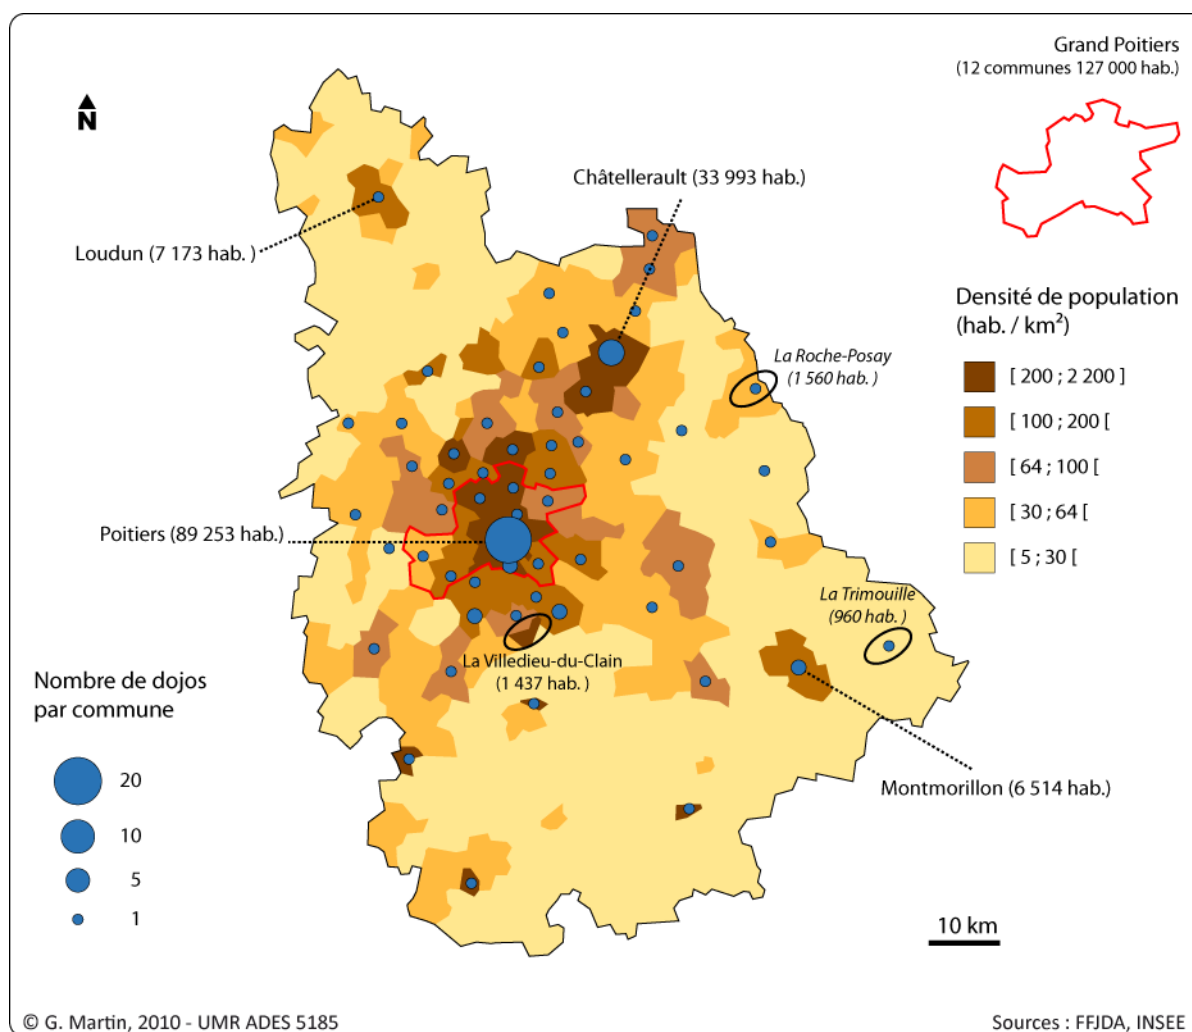 Grand Poitiers
(12 communes 127 000 hab.)
N
Châtellerault (33 993 hab.)
Loudun (7 173 hab. )
Densité de population
(hab. / km²)
[ 200 ; 2 200 ]
[ 100 ; 200 [
[ 64 ; 100 [
[ 30 ; 64 [
[ 5 ; 30 [
La Roche-Posay
(1 560 hab. )
Poitiers (89 253 hab.)
La Trimouille
(960 hab. )
La Villedieu-du-Clain
(1 437 hab. )
Montmorillon (6 514 hab.)
Nombre de dojos
par commune
20
10
5
1
10 km
© G. Martin, 2010 - UMR ADES 5185
Sources : FFJDA, INSEE